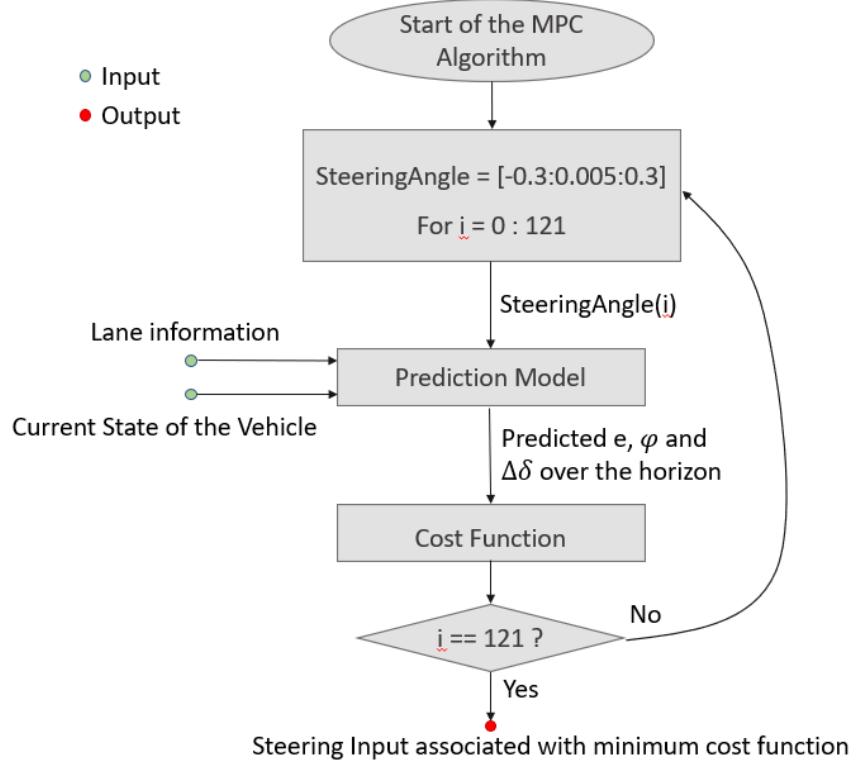 Start of the MPC
Algorithm
Input
Output
SteeringAngle = [-0.3:0.005:0.3]
For i = 0 : 121
SteeringAngle(i)
Lane information
Prediction Model
Current State of the Vehicle
Predicted e, φ and
Δδ over the horizon
Cost Function
No
i == 121 ?
Yes
Steering Input associated with minimum cost function